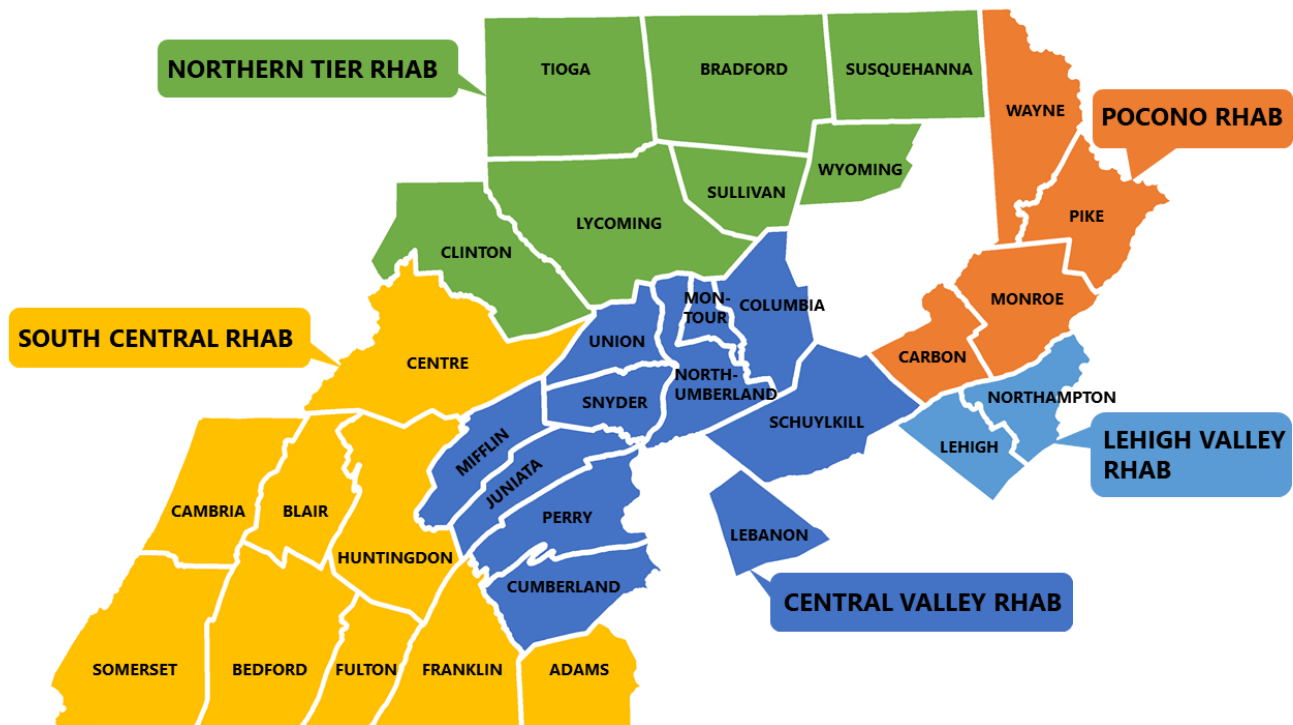 NORTHERN TIER RHAB
TIOGA
BRADFORD
SUSQUEHANNA
WAYNE
POCONO RHAB
WYOMING
SULLIVAN
LYCOMING
PIKE
CLINTON
MONROE
MON-
TOUR
COLUMBIA
SOUTH CENTRAL RHAB
UNION
CENTRE
CARBON
NORTH-
UMBERLAND
SNYDER
NORTHAMPTON
SCHUYLKILL
LEHIGH
LEHIGH VALLEY
RHAB
MIFFLIN
JUNIATA
CAMBRIA
BLAIR
PERRY
LEBANON
HUNTINGDON
CUMBERLAND
CENTRAL VALLEY RHAB
SOMERSET
BEDFORD
FULTON
FRANKLIN
ADAMS